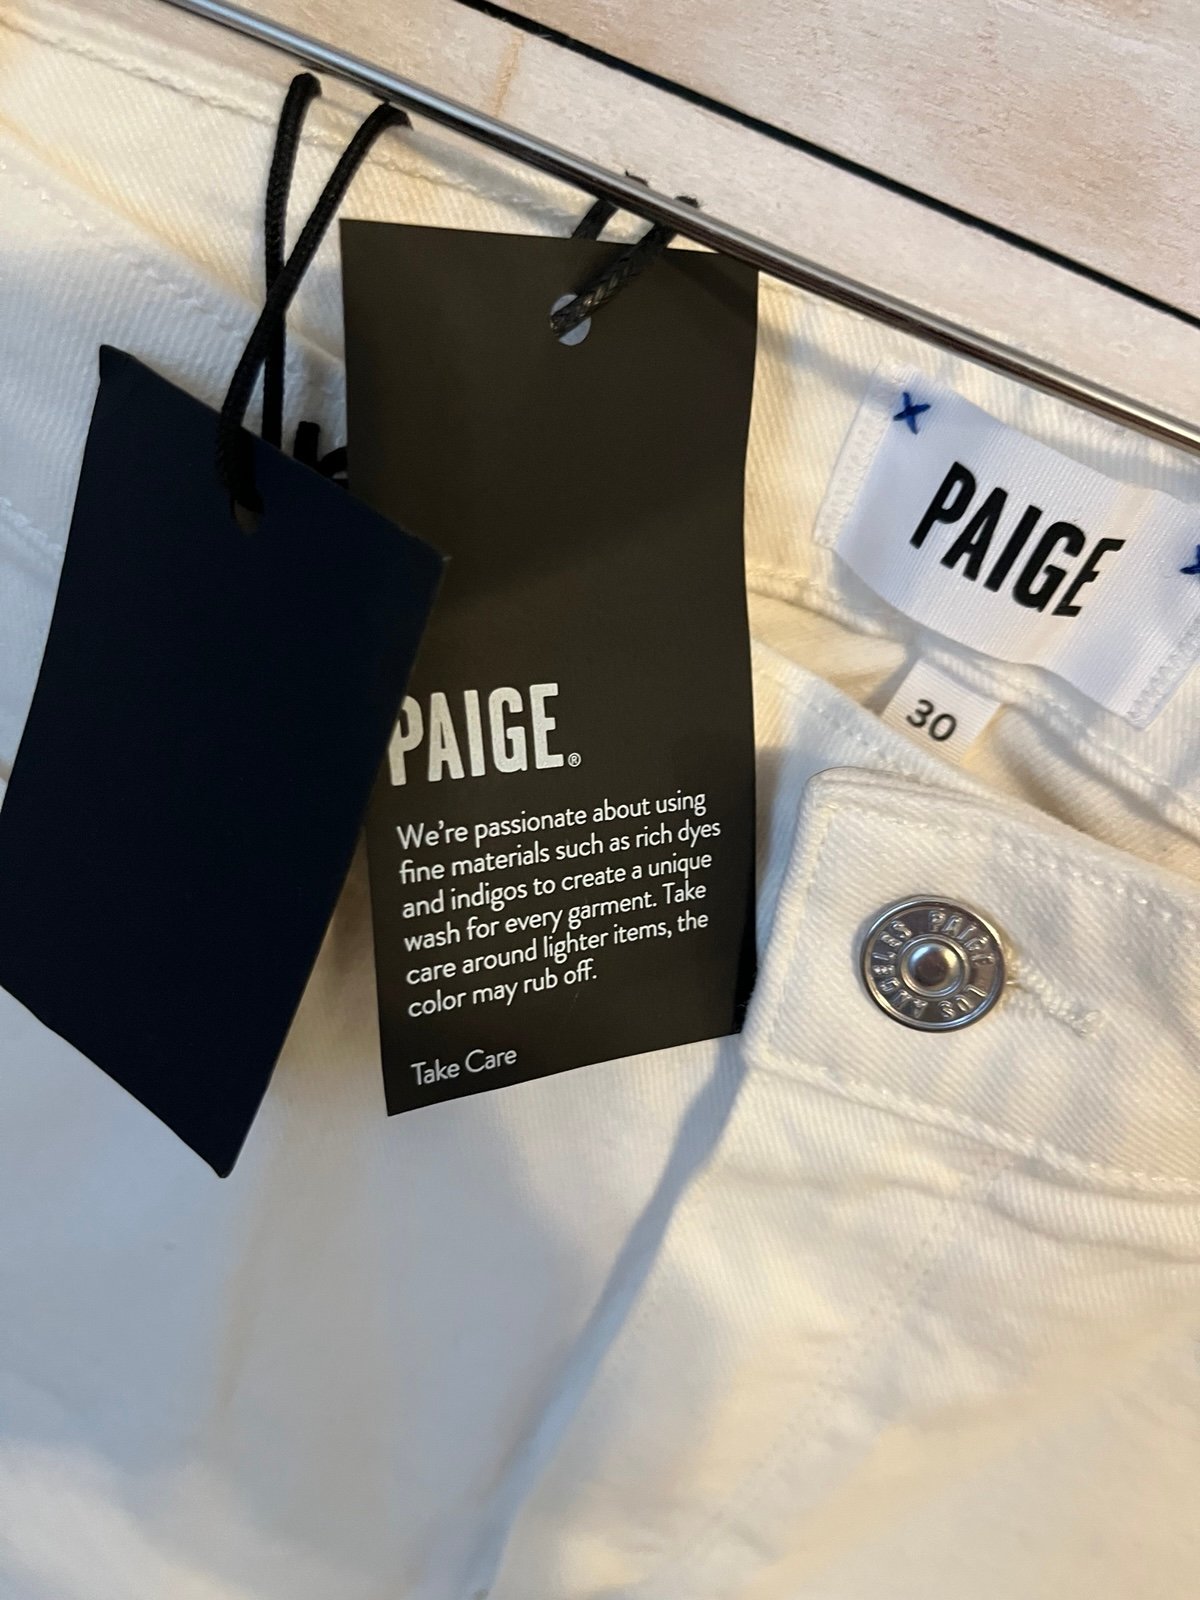 PAIGE
30
PAIGE LOS ANGELES
PAIGE®
We're passionate about using
fine materials such as rich dyes
and indigos to create a unique
wash for every garment. Take
care around lighter items, the
color may rub off.
Take Care